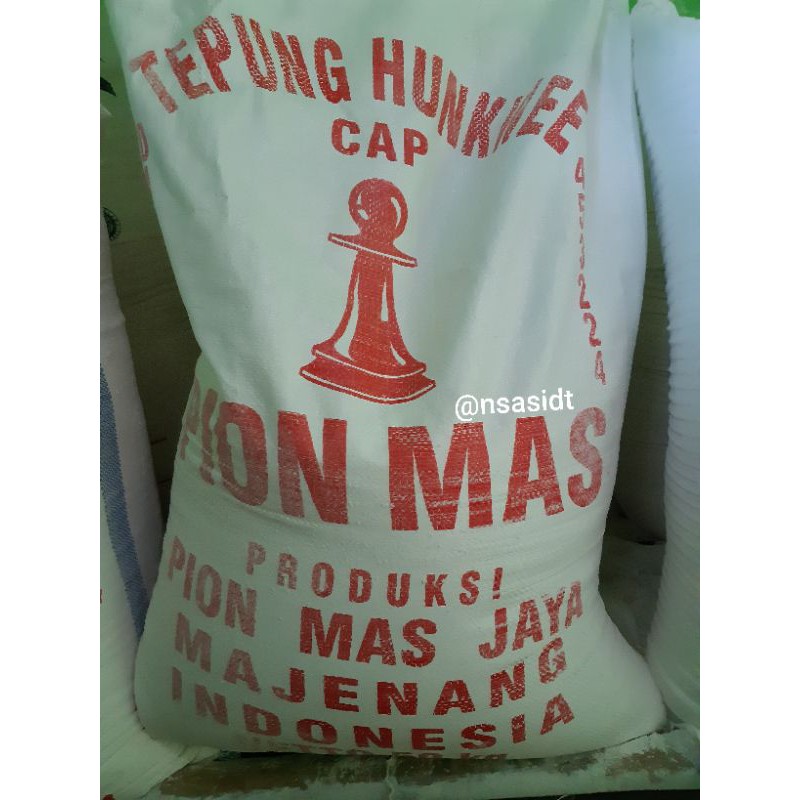 TEPUNG HUNKWEE
CAP
@nsasidt
PION MAS
PRODUKSI
PION MAS JAYA
MAJENANG
INDONESIA